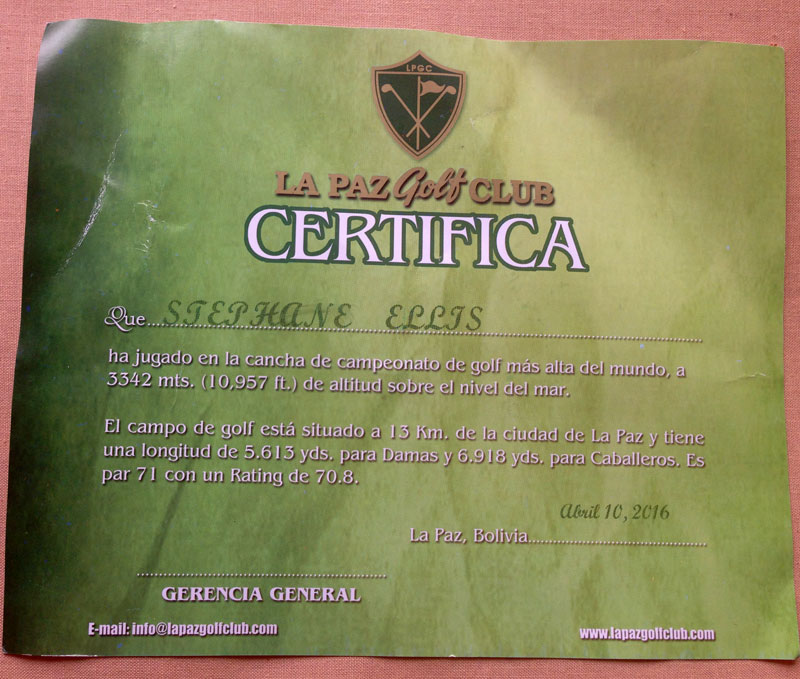 LPGC
LA PAZ Golf CLUB
CERTIFICA
Que STEPHANE ELLIS
ha jugado en la cancha de campeonato de golf más alta del mundo, a
3342 mts. (10,957 ft.) de altitud sobre el nivel del mar.
El campo de golf está situado a 13 Km. de la ciudad de La Paz y tiene
una longitud de 5.613 yds. para Damas y 6.918 yds. para Caballeros. Es
par 71 con un Rating de 70.8.
Abril 10, 2016
La Paz, Bolivia
GERENCIA GENERAL
E-mail: info@lapazgolfclub.com
www.lapazgolfclub.com